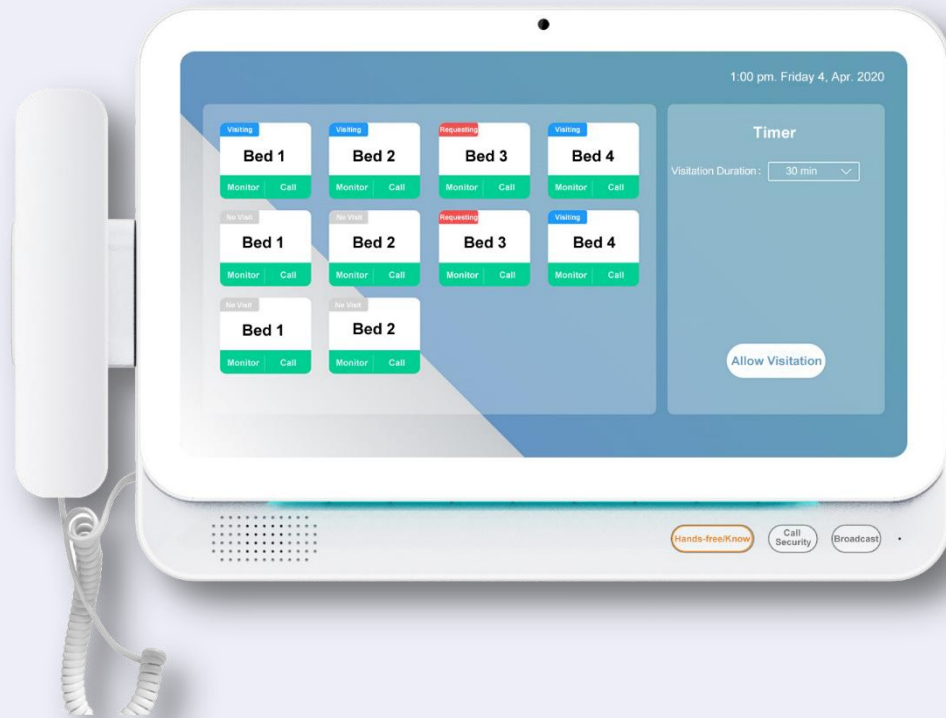 1:00 pm. Friday 4, Apr. 2020
Visiting
Bed 1
Monitor Call
Visiting
Bed 2
Monitor Call
Requesting
Bed 3
Monitor Call
Visiting
Bed 4
Monitor Call
No Visit
Bed 1
Monitor Call
No Visit
Bed 2
Monitor Call
Requesting
Bed 3
Monitor Call
Visiting
Bed 4
Monitor Call
No Visit
Bed 1
Monitor Call
No Visit
Bed 2
Monitor Call
Timer
Visitation Duration : 30 min
Allow Visitation
Hands-free/Know
Call
Security
Broadcast